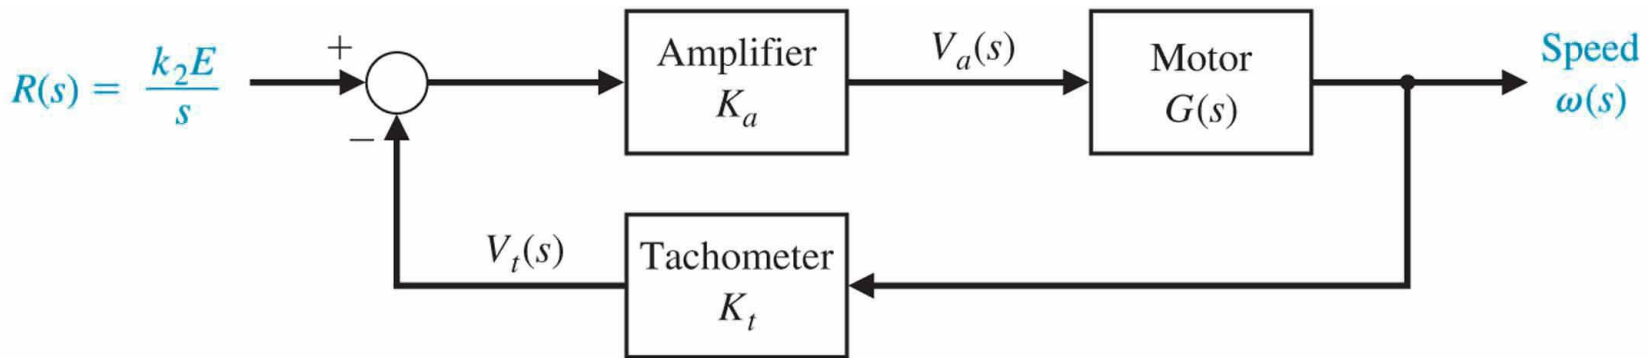 R(s) = k₂E / s
+
−
Amplifier
Kₐ
Vₐ(s)
Motor
G(s)
Speed
ω(s)
Vₜ(s)
Tachometer
Kₜ